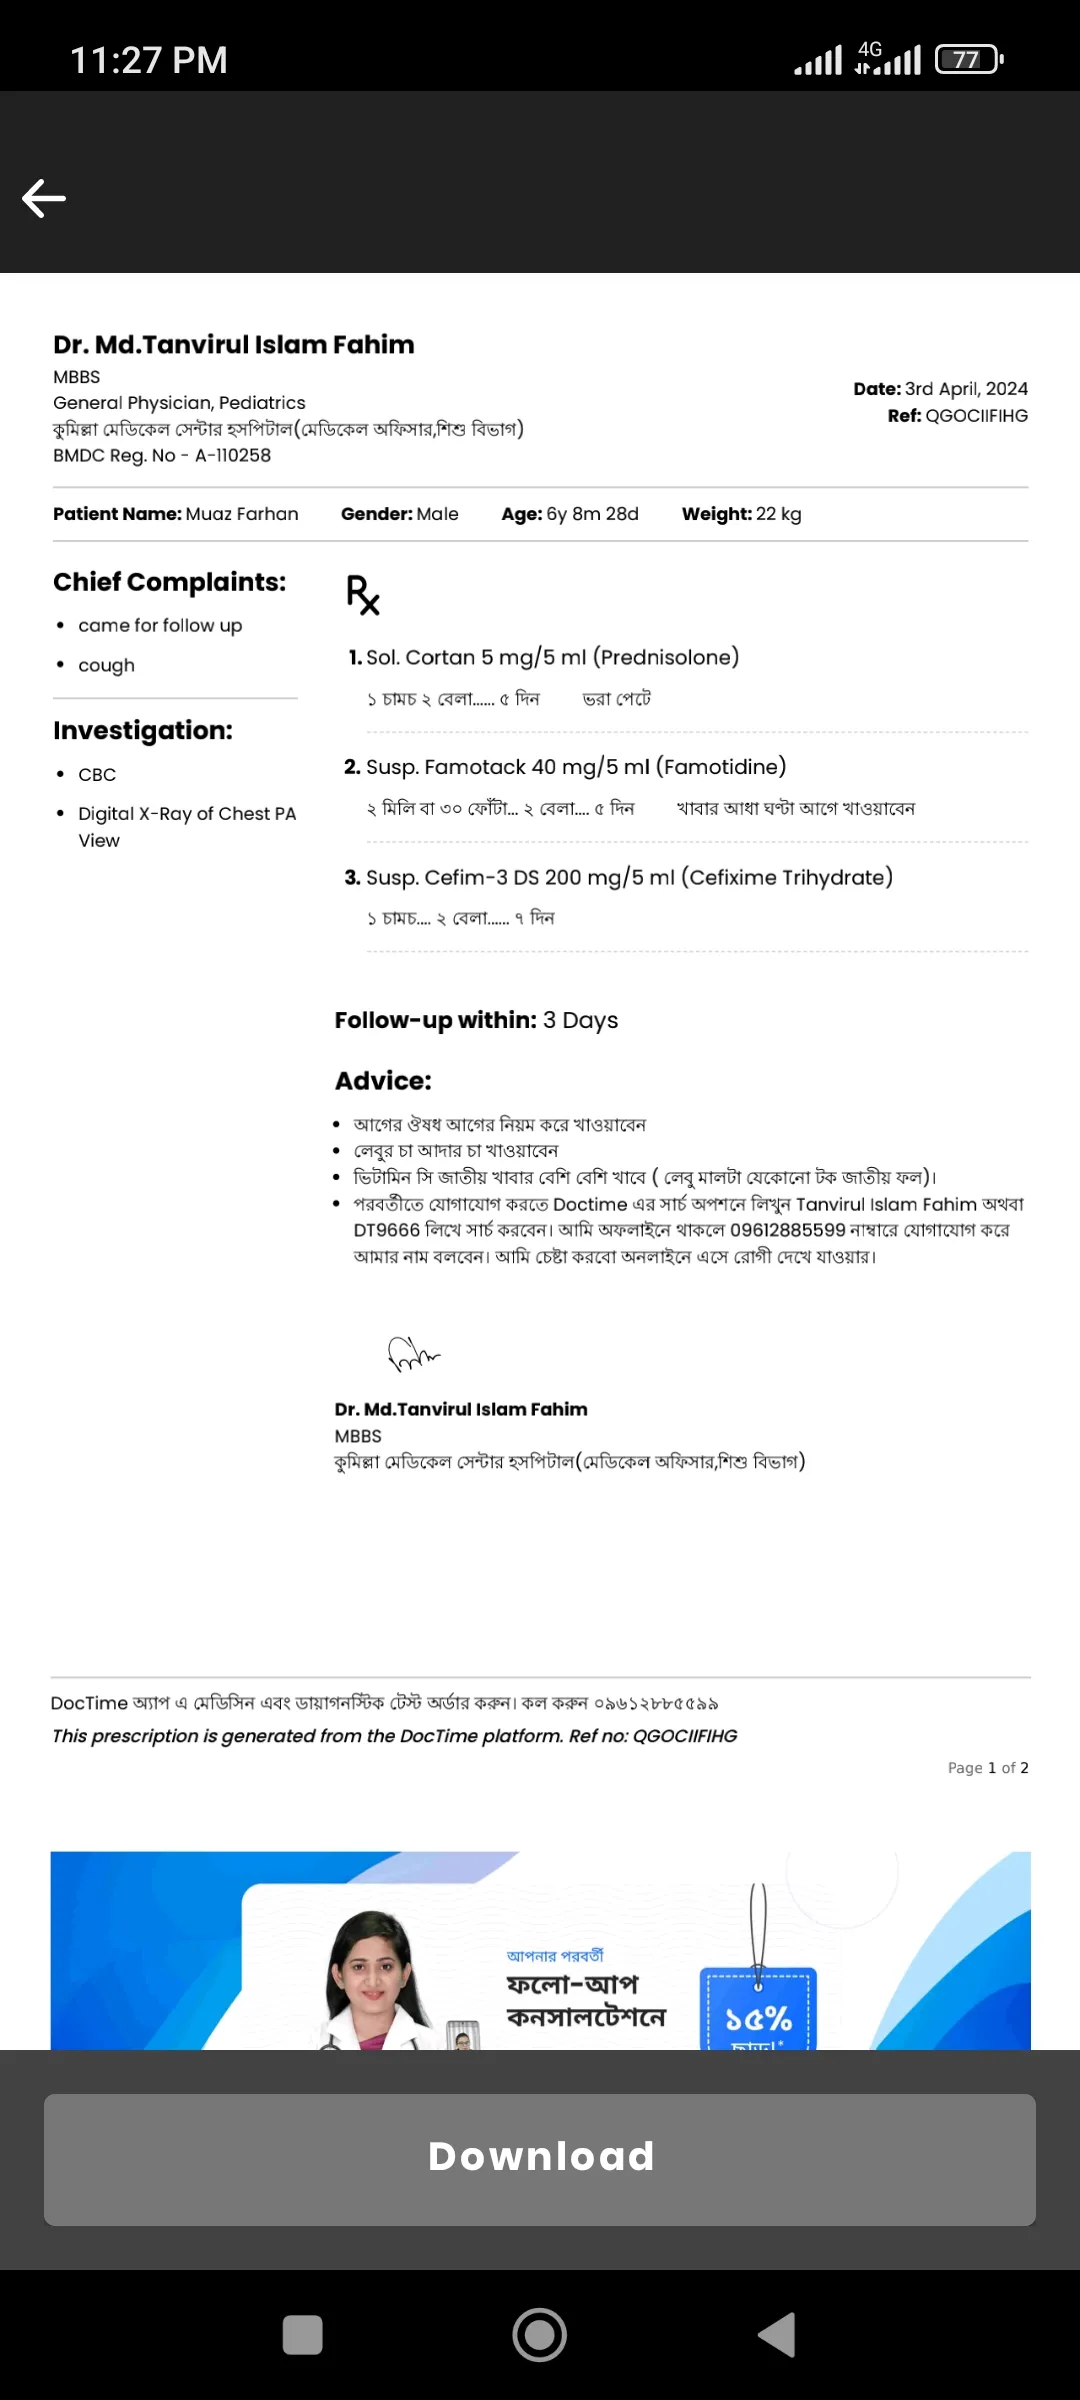 11:27 PM
4G
77
Dr. Md.Tanvirul Islam Fahim
MBBS
General Physician, Pediatrics
কুমিল্লা মেডিকেল সেন্টার হসপিটাল(মেডিকেল অফিসার,শিশু বিভাগ)
BMDC Reg. No - A-110258
Date: 3rd April, 2024
Ref: QGOCIIFIHG
Patient Name: Muaz Farhan Gender: Male Age: 6y 8m 28d Weight: 22 kg
Chief Complaints:
• came for follow up
• cough
Investigation:
• CBC
• Digital X-Ray of Chest PA
View
Rx
1. Sol. Cortan 5 mg/5 ml (Prednisolone)
১ চামচ ২ বেলা...... ৫ দিন ভরা পেটে
2. Susp. Famotack 40 mg/5 ml (Famotidine)
২ মিলি বা ৩০ ফোঁটা... ২ বেলা.... ৫ দিন খাবার আধা ঘণ্টা আগে খাওয়াবেন
3. Susp. Cefim-3 DS 200 mg/5 ml (Cefixime Trihydrate)
১ চামচ.... ২ বেলা...... ৭ দিন
Follow-up within: 3 Days
Advice:
• আগের ঔষধ আগের নিয়ম করে খাওয়াবেন
• লেবুর চা আদার চা খাওয়াবেন
• ভিটামিন সি জাতীয় খাবার বেশি বেশি খাবে ( লেবু মালটা যেকোনো টক জাতীয় ফল)।
• পরবর্তীতে যোগাযোগ করতে Doctime এর সার্চ অপশনে লিখুন Tanvirul Islam Fahim অথবা
DT9666 লিখে সার্চ করবেন। আমি অফলাইনে থাকলে 09612885599 নাম্বারে যোগাযোগ করে
আমার নাম বলবেন। আমি চেষ্টা করবো অনলাইনে এসে রোগী দেখে যাওয়ার।
Dr. Md.Tanvirul Islam Fahim
MBBS
কুমিল্লা মেডিকেল সেন্টার হসপিটাল(মেডিকেল অফিসার,শিশু বিভাগ)
DocTime অ্যাপ এ মেডিসিন এবং ডায়াগনস্টিক টেস্ট অর্ডার করুন। কল করুন ০৯৬১২৮৮৫৫৯৯
This prescription is generated from the DocTime platform. Ref no: QGOCIIFIHG
Page 1 of 2
আপনার পরবর্তী
ফলো-আপ
কনসালটেশনে
১৫%
Download